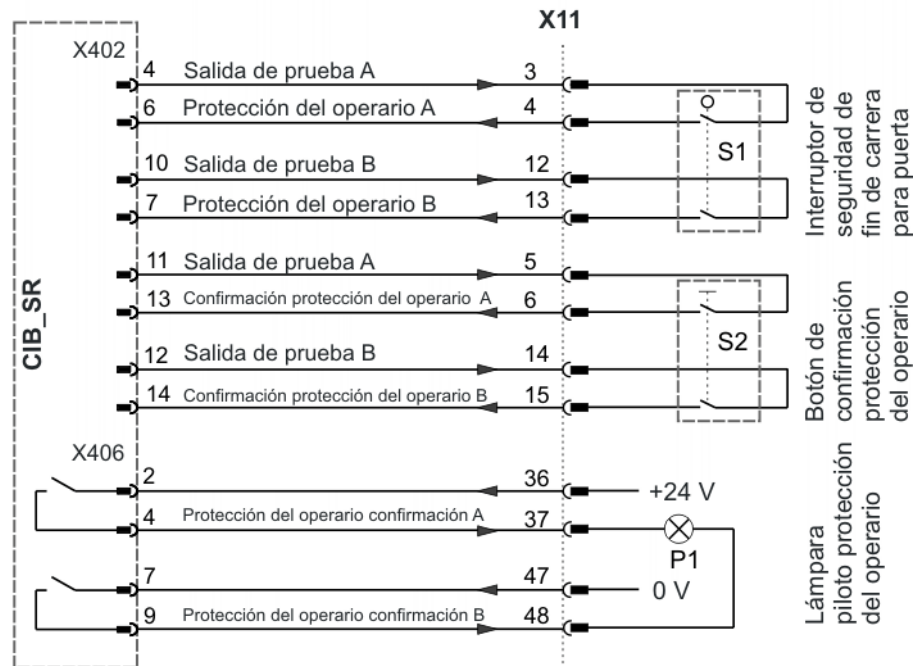 X11
X402
4 Salida de prueba A 3
6 Protección del operario A 4
10 Salida de prueba B 12
7 Protección del operario B 13
S1
Interruptor de
seguridad de
fin de carrera
para puerta
CIB_SR
11 Salida de prueba A 5
13 Confirmación protección del operario A 6
12 Salida de prueba B 14
14 Confirmación protección del operario B 15
S2
Botón de
confirmación
protección
del operario
X406
2 36 +24 V
4 Protección del operario confirmación A 37
P1
7 47 0 V
9 Protección del operario confirmación B 48
Lámpara
piloto protección
del operario